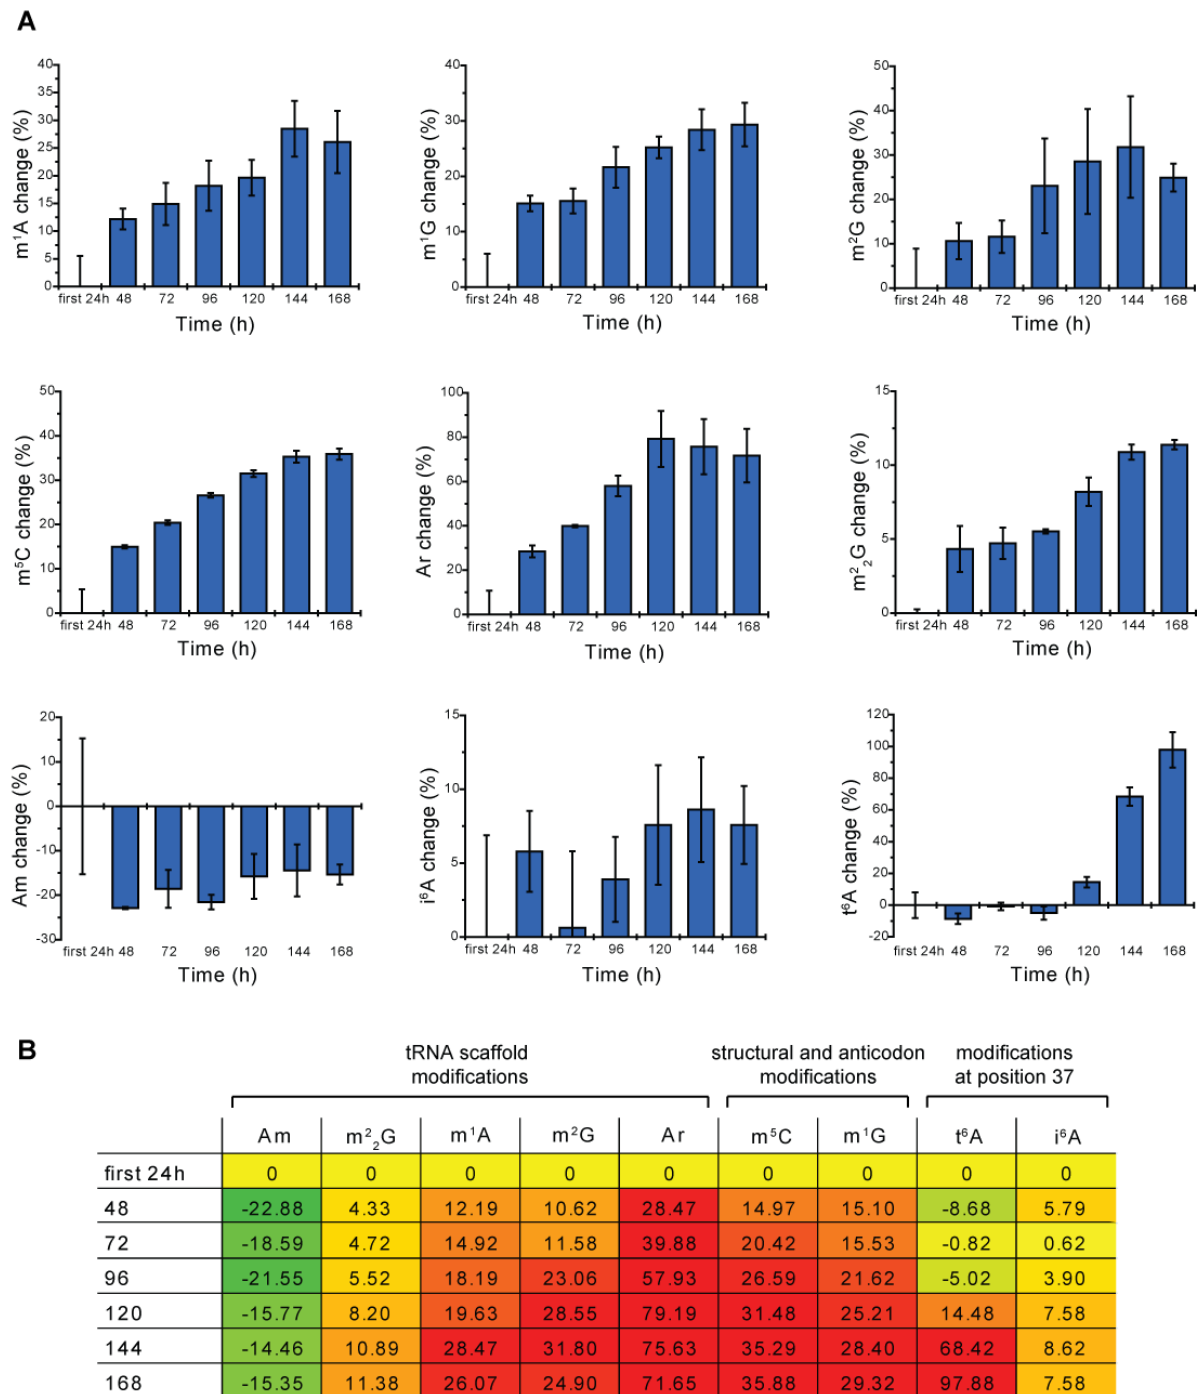 A
m¹A change (%)
40
35
30
25
20
15
10
5
0
first 24h 48 72 96 120 144 168
Time (h)
m¹G change (%)
40
30
20
10
0
first 24h 48 72 96 120 144 168
Time (h)
m²G change (%)
50
40
30
20
10
0
first 24h 48 72 96 120 144 168
Time (h)
m⁵C change (%)
50
40
30
20
10
0
first 24h 48 72 96 120 144 168
Time (h)
Ar change (%)
100
80
60
40
20
0
first 24h 48 72 96 120 144 168
Time (h)
m²₂G change (%)
15
10
5
0
first 24h 48 72 96 120 144 168
Time (h)
Am change (%)
20
10
0
-10
-20
-30
first 24h 48 72 96 120 144 168
Time (h)
i⁶A change (%)
15
10
5
0
first 24h 48 72 96 120 144 168
Time (h)
t⁶A change (%)
120
100
80
60
40
20
0
-20
first 24h 48 72 96 120 144 168
Time (h)
B
tRNA scaffold modifications
structural and anticodon modifications
modifications at position 37
Am m²₂G m¹A m²G Ar m⁵C m¹G t⁶A i⁶A
first 24h 0 0 0 0 0 0 0 0 0
48 -22.88 4.33 12.19 10.62 28.47 14.97 15.10 -8.68 5.79
72 -18.59 4.72 14.92 11.58 39.88 20.42 15.53 -0.82 0.62
96 -21.55 5.52 18.19 23.06 57.93 26.59 21.62 -5.02 3.90
120 -15.77 8.20 19.63 28.55 79.19 31.48 25.21 14.48 7.58
144 -14.46 10.89 28.47 31.80 75.63 35.29 28.40 68.42 8.62
168 -15.35 11.38 26.07 24.90 71.65 35.88 29.32 97.88 7.58